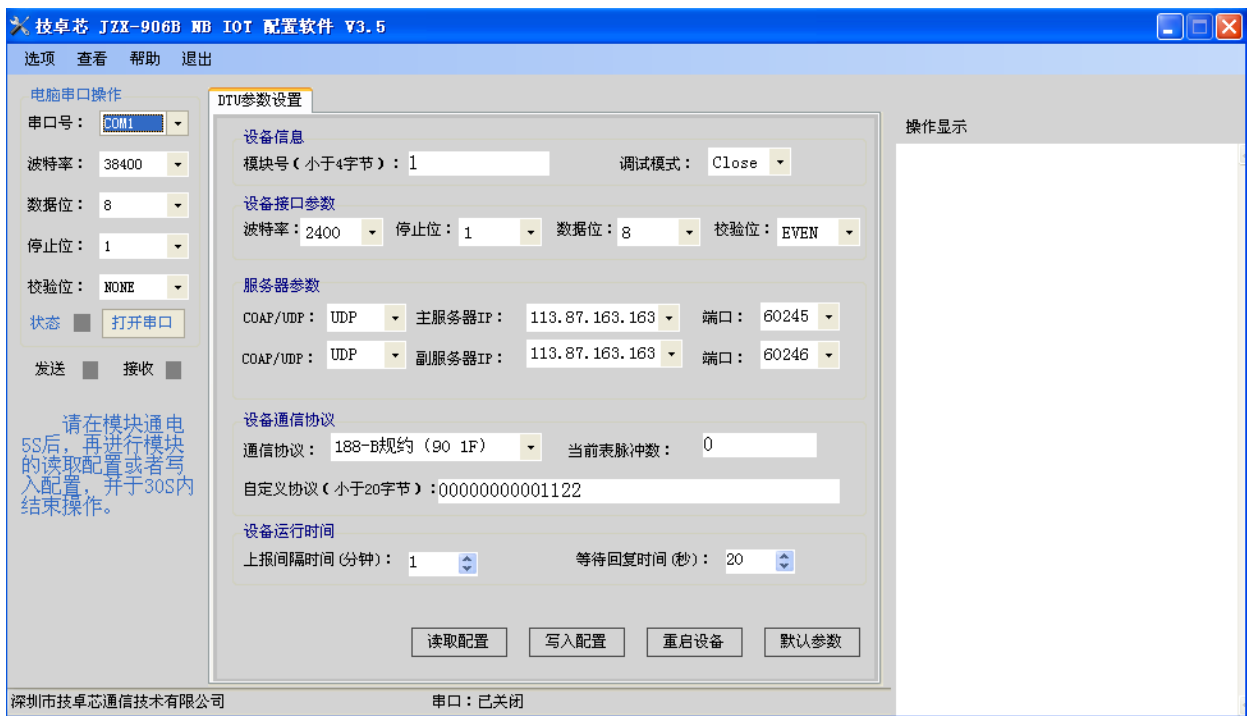 技卓芯 JZX-906B NB IOT 配置软件 V3.5
选项 查看 帮助 退出
电脑串口操作
串口号： COM1
波特率： 38400
数据位： 8
停止位： 1
校验位： NONE
状态 打开串口
发送 接收
请在模块通电
5S后，再进行模块
的读取配置或者写
入配置，并于30S内
结束操作。
DTU参数设置
设备信息
模块号(小于4字节)：1 调试模式： Close
设备接口参数
波特率：2400 停止位：1 数据位：8 校验位：EVEN
服务器参数
COAP/UDP： UDP 主服务器IP： 113.87.163.163 端口： 60245
COAP/UDP： UDP 副服务器IP： 113.87.163.163 端口： 60246
设备通信协议
通信协议： 188-B规约 (90 1F) 当前表脉冲数： 0
自定义协议(小于20字节)：00000000001122
设备运行时间
上报间隔时间(分钟)： 1 等待回复时间(秒)： 20
读取配置 写入配置 重启设备 默认参数
操作显示
深圳市技卓芯通信技术有限公司 串口：已关闭